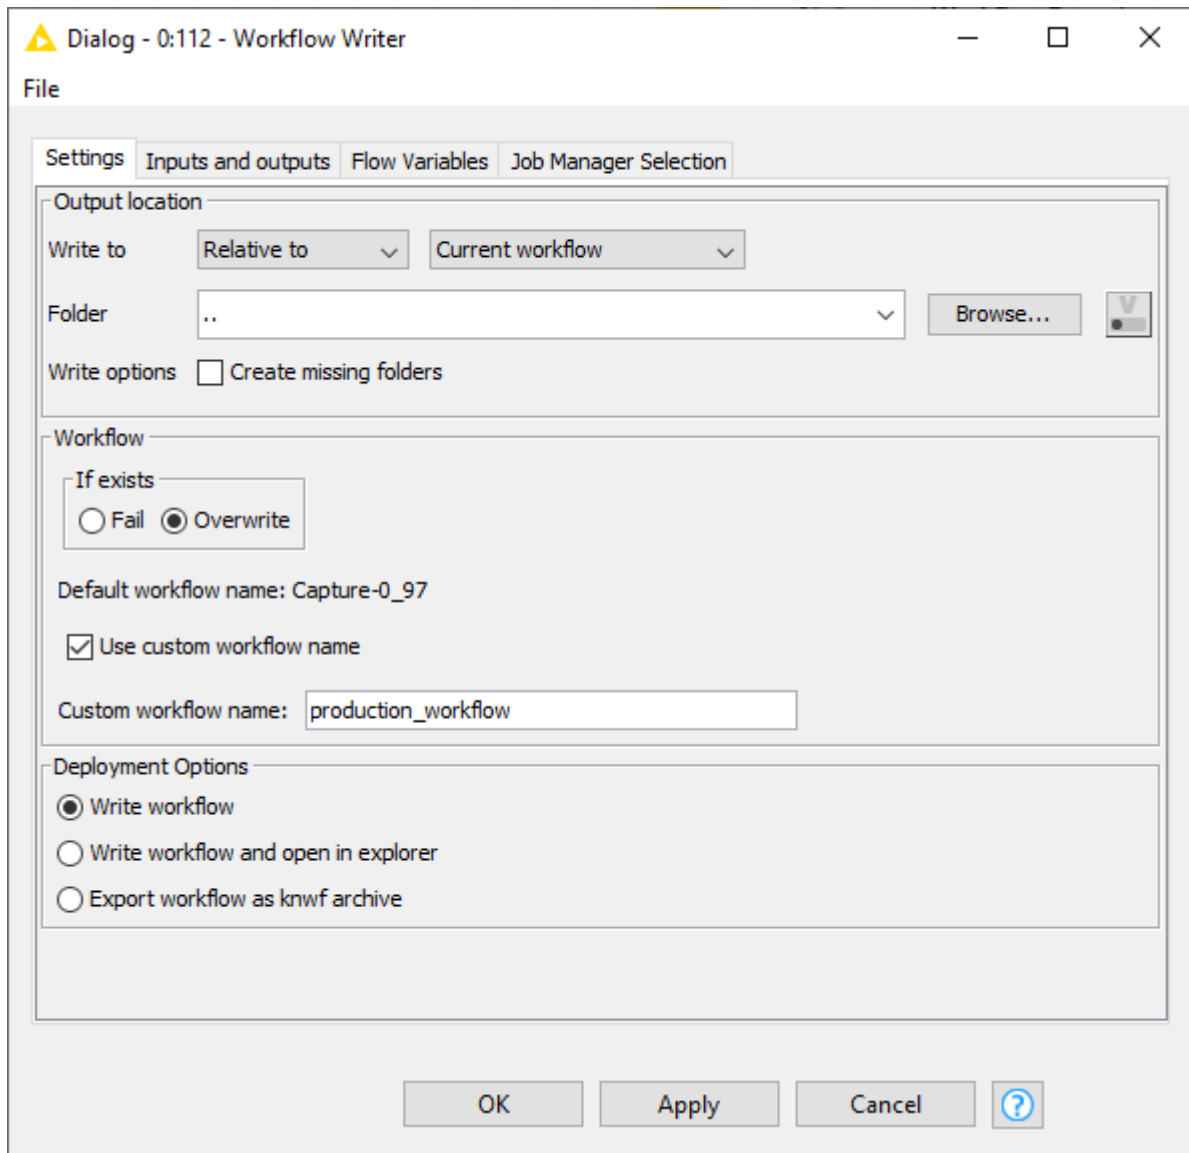 Dialog - 0:112 - Workflow Writer
File
Settings Inputs and outputs Flow Variables Job Manager Selection
Output location
Write to Relative to Current workflow
Folder .. Browse... V
Write options Create missing folders
Workflow
If exists
Fail Overwrite
Default workflow name: Capture-0_97
Use custom workflow name
Custom workflow name: production_workflow
Deployment Options
Write workflow
Write workflow and open in explorer
Export workflow as knwf archive
OK Apply Cancel ?